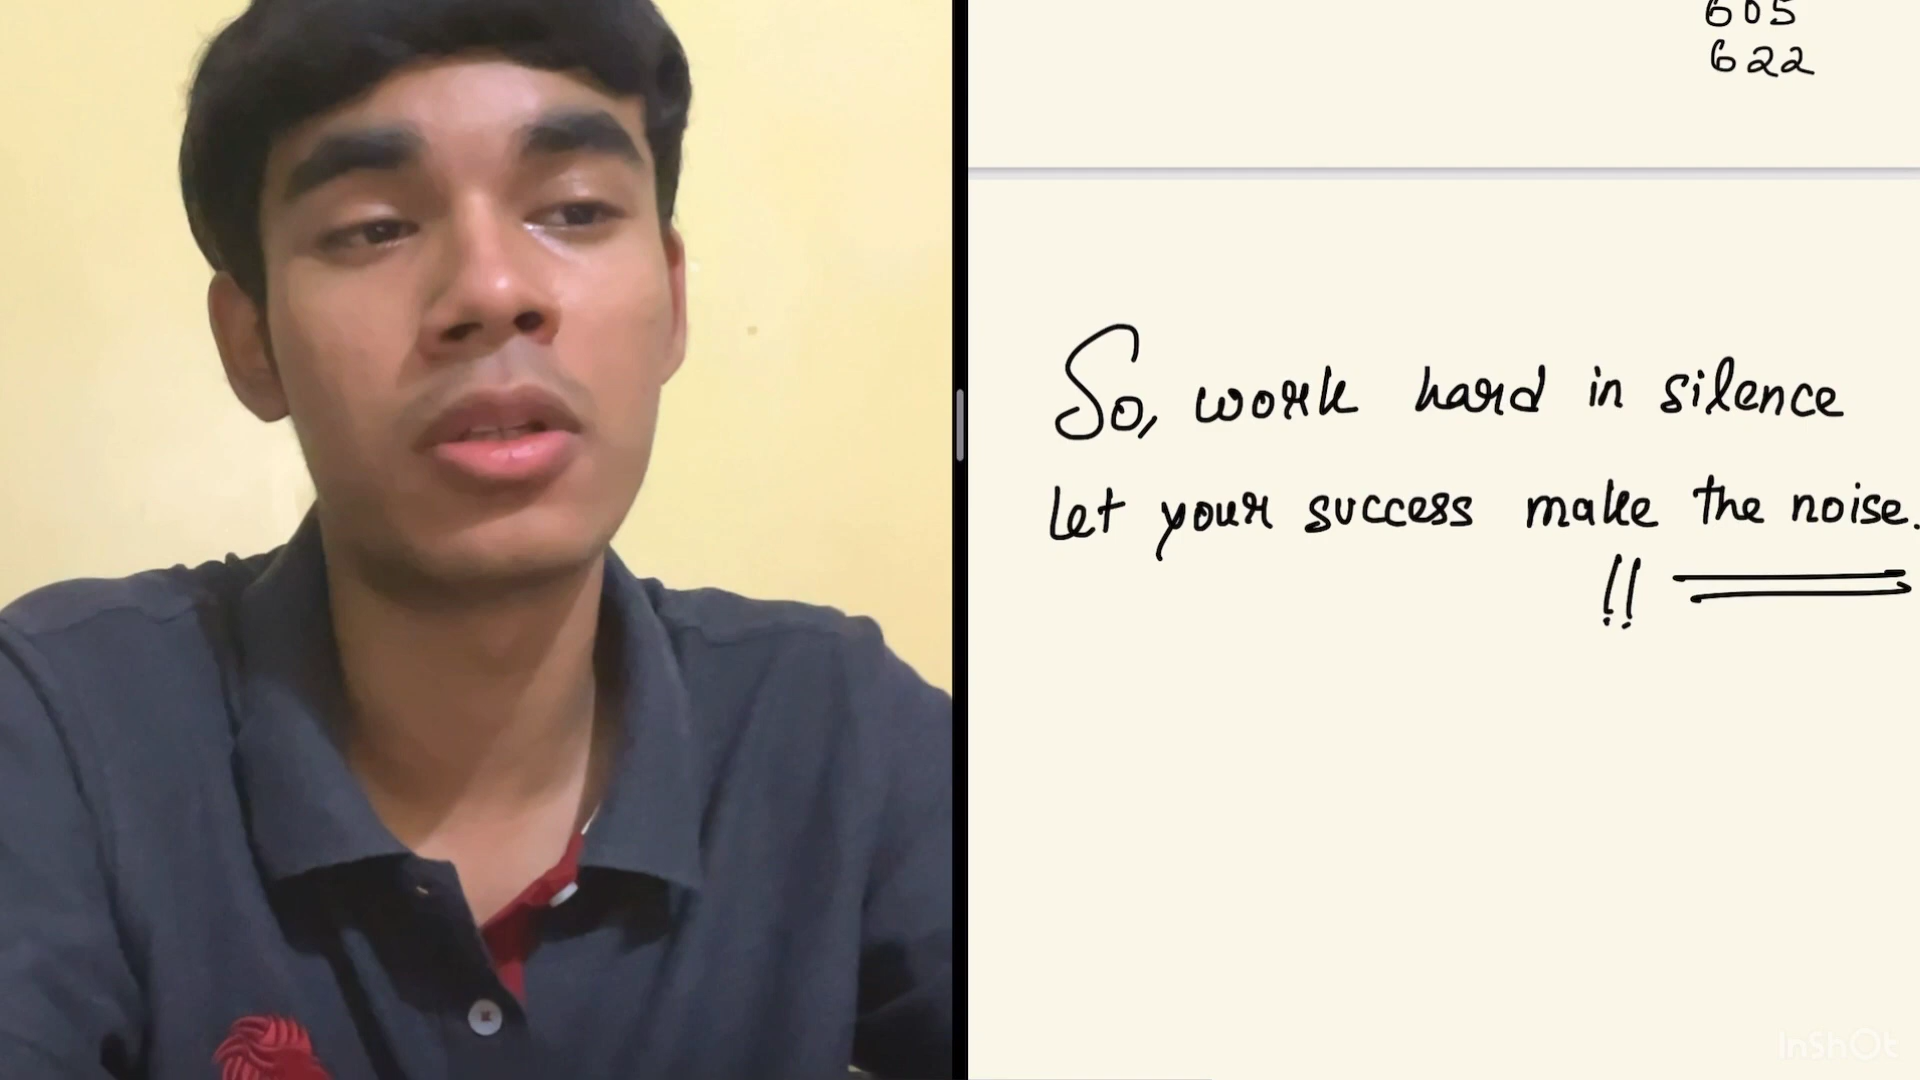 605
622
So, work hard in silence
let your success make the noise.
!!
InShOt